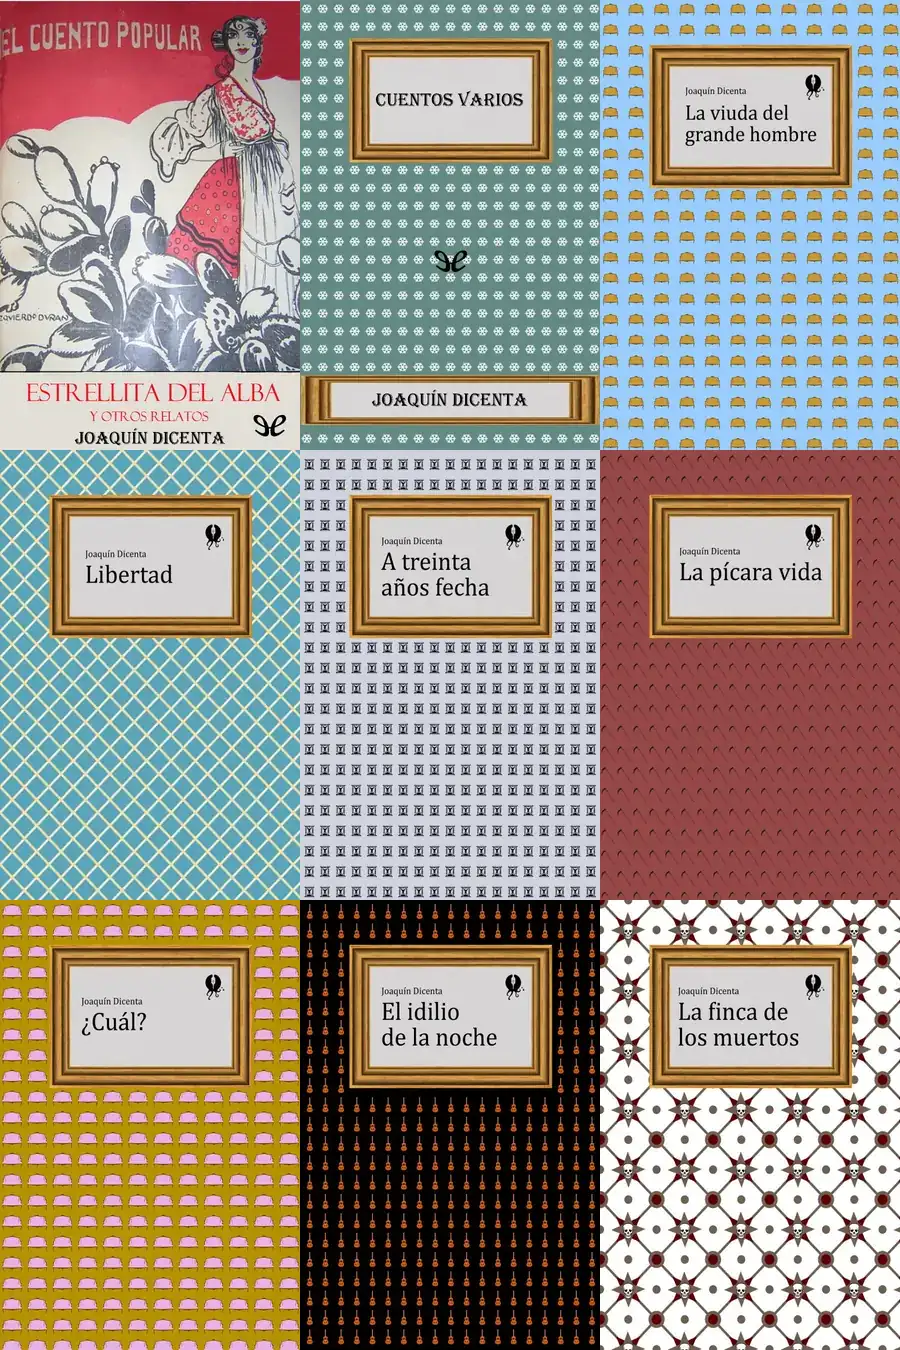 EL CUENTO POPULAR
ESTRELLITA DEL ALBA
Y OTROS RELATOS
JOAQUÍN DICENTA
CUENTOS VARIOS
JOAQUÍN DICENTA
Joaquín Dicenta
La viuda del
grande hombre
Joaquín Dicenta
Libertad
Joaquín Dicenta
A treinta
años fecha
Joaquín Dicenta
La pícara vida
Joaquín Dicenta
¿Cuál?
Joaquín Dicenta
El idilio
de la noche
Joaquín Dicenta
La finca de
los muertos